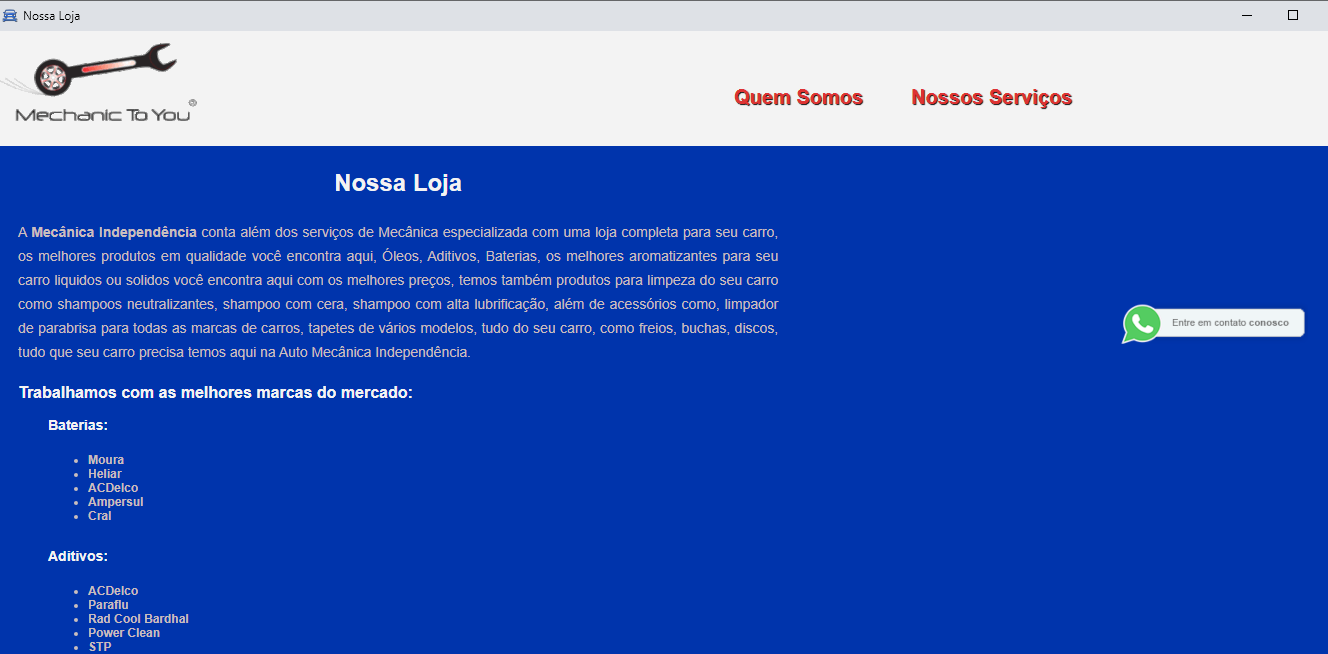 Nossa Loja
Mechanic To You ®
Quem Somos
Nossos Serviços
Nossa Loja
A Mecânica Independência conta além dos serviços de Mecânica especializada com uma loja completa para seu carro,
os melhores produtos em qualidade você encontra aqui, Óleos, Aditivos, Baterias, os melhores aromatizantes para seu
carro liquidos ou solidos você encontra aqui com os melhores preços, temos também produtos para limpeza do seu carro
como shampoos neutralizantes, shampoo com cera, shampoo com alta lubrificação, além de acessórios como, limpador
de parabrisa para todas as marcas de carros, tapetes de vários modelos, tudo do seu carro, como freios, buchas, discos,
tudo que seu carro precisa temos aqui na Auto Mecânica Independência.
Entre em contato conosco
Trabalhamos com as melhores marcas do mercado:
Baterias:
• Moura
• Heliar
• ACDelco
• Ampersul
• Cral
Aditivos:
• ACDelco
• Paraflu
• Rad Cool Bardhal
• Power Clean
• STP